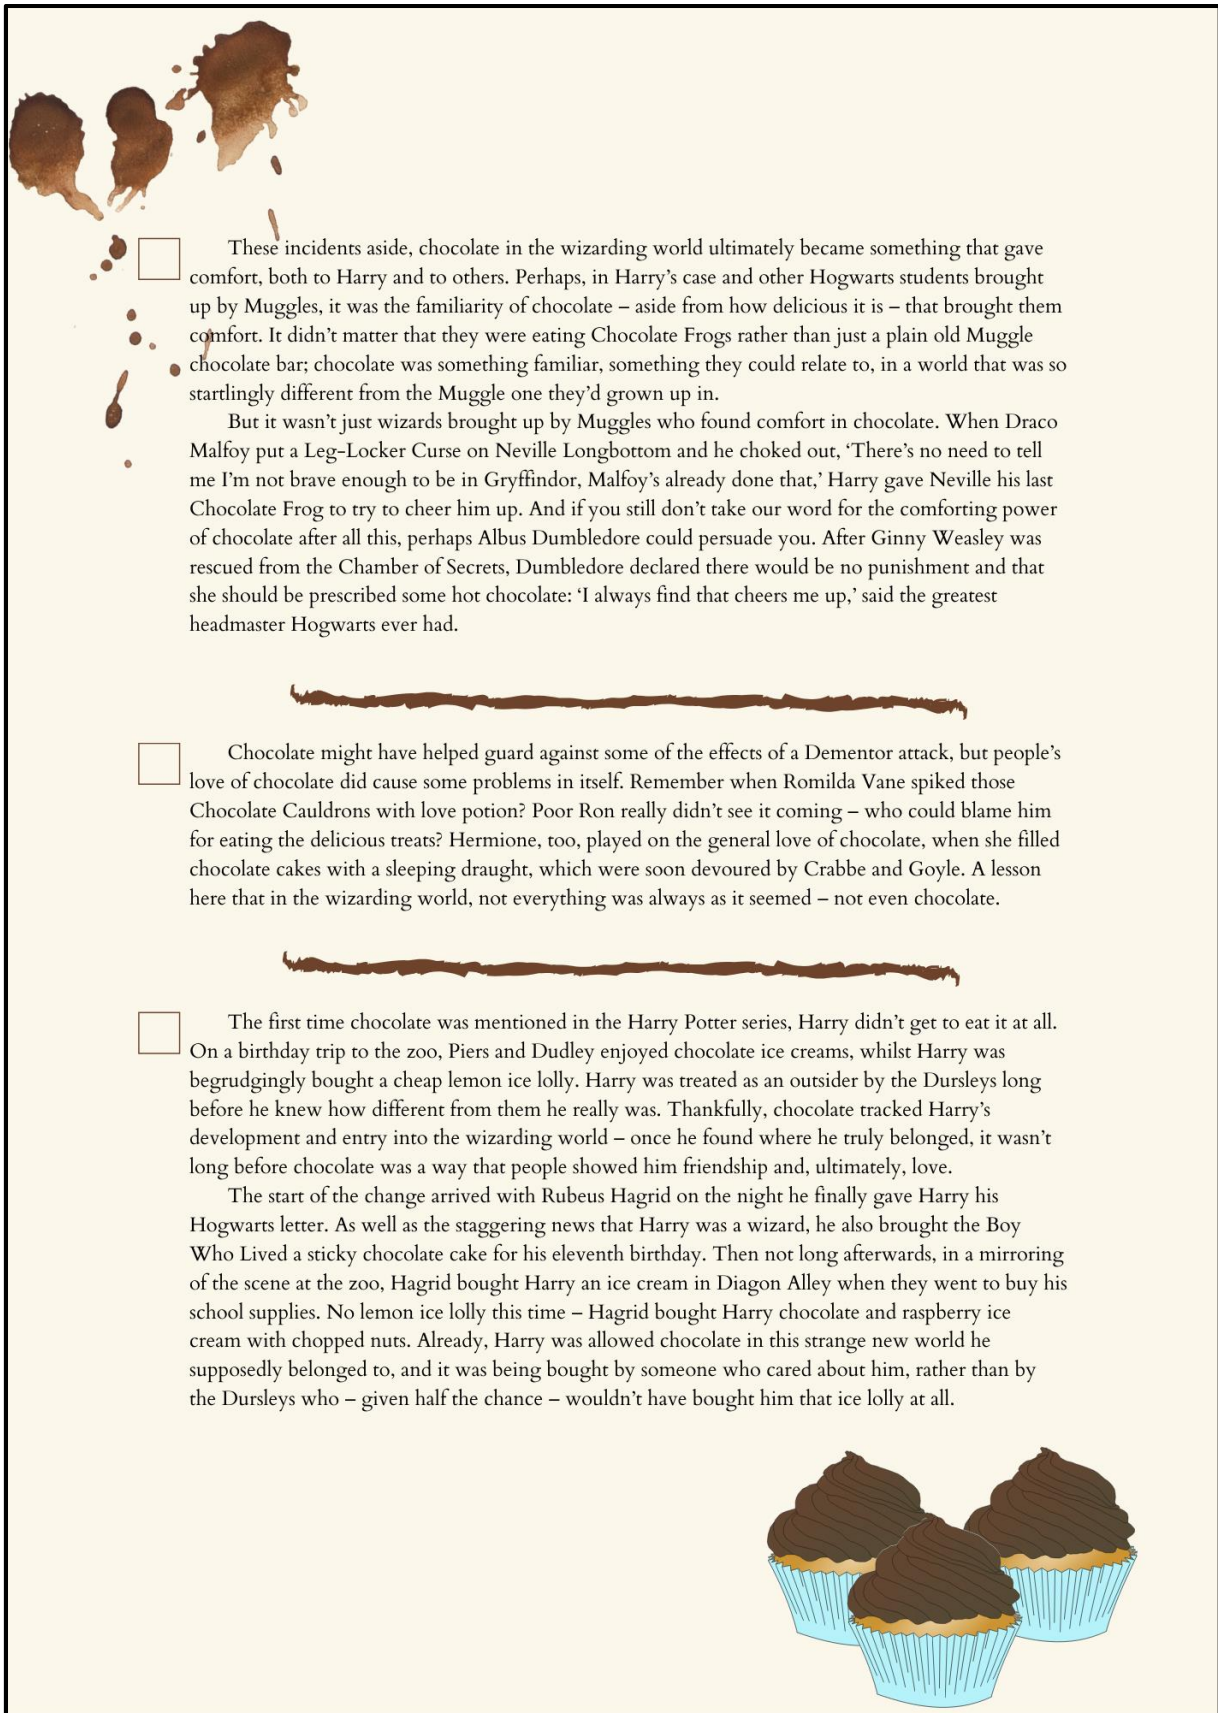 These incidents aside, chocolate in the wizarding world ultimately became something that gave
comfort, both to Harry and to others. Perhaps, in Harry’s case and other Hogwarts students brought
up by Muggles, it was the familiarity of chocolate – aside from how delicious it is – that brought them
comfort. It didn’t matter that they were eating Chocolate Frogs rather than just a plain old Muggle
chocolate bar; chocolate was something familiar, something they could relate to, in a world that was so
startlingly different from the Muggle one they’d grown up in.
But it wasn’t just wizards brought up by Muggles who found comfort in chocolate. When Draco
Malfoy put a Leg-Locker Curse on Neville Longbottom and he choked out, ‘There’s no need to tell
me I’m not brave enough to be in Gryffindor, Malfoy’s already done that,’ Harry gave Neville his last
Chocolate Frog to try to cheer him up. And if you still don’t take our word for the comforting power
of chocolate after all this, perhaps Albus Dumbledore could persuade you. After Ginny Weasley was
rescued from the Chamber of Secrets, Dumbledore declared there would be no punishment and that
she should be prescribed some hot chocolate: ‘I always find that cheers me up,’ said the greatest
headmaster Hogwarts ever had.
Chocolate might have helped guard against some of the effects of a Dementor attack, but people’s
love of chocolate did cause some problems in itself. Remember when Romilda Vane spiked those
Chocolate Cauldrons with love potion? Poor Ron really didn’t see it coming – who could blame him
for eating the delicious treats? Hermione, too, played on the general love of chocolate, when she filled
chocolate cakes with a sleeping draught, which were soon devoured by Crabbe and Goyle. A lesson
here that in the wizarding world, not everything was always as it seemed – not even chocolate.
The first time chocolate was mentioned in the Harry Potter series, Harry didn’t get to eat it at all.
On a birthday trip to the zoo, Piers and Dudley enjoyed chocolate ice creams, whilst Harry was
begrudgingly bought a cheap lemon ice lolly. Harry was treated as an outsider by the Dursleys long
before he knew how different from them he really was. Thankfully, chocolate tracked Harry’s
development and entry into the wizarding world – once he found where he truly belonged, it wasn’t
long before chocolate was a way that people showed him friendship and, ultimately, love.
The start of the change arrived with Rubeus Hagrid on the night he finally gave Harry his
Hogwarts letter. As well as the staggering news that Harry was a wizard, he also brought the Boy
Who Lived a sticky chocolate cake for his eleventh birthday. Then not long afterwards, in a mirroring
of the scene at the zoo, Hagrid bought Harry an ice cream in Diagon Alley when they went to buy his
school supplies. No lemon ice lolly this time – Hagrid bought Harry chocolate and raspberry ice
cream with chopped nuts. Already, Harry was allowed chocolate in this strange new world he
supposedly belonged to, and it was being bought by someone who cared about him, rather than by
the Dursleys who – given half the chance – wouldn’t have bought him that ice lolly at all.